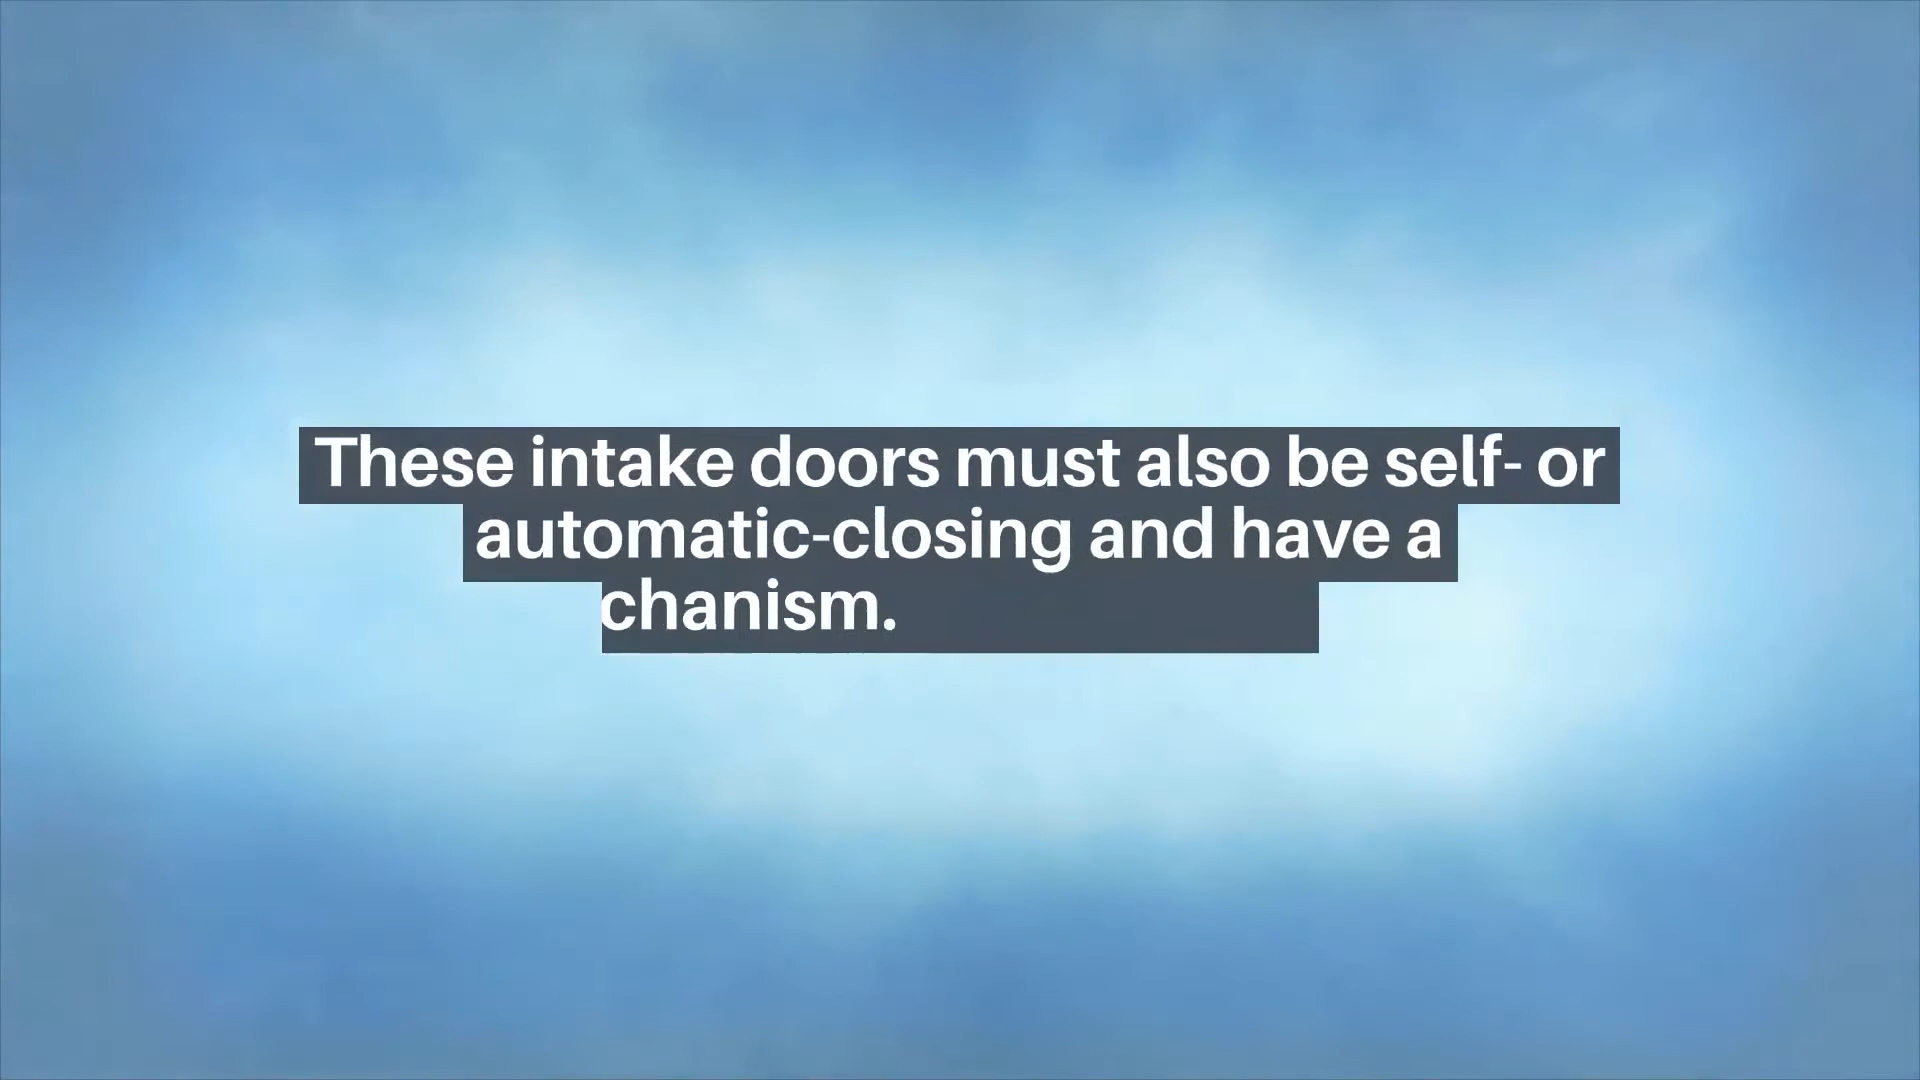 These intake doors must also be self- or
automatic-closing and have a
chanism.